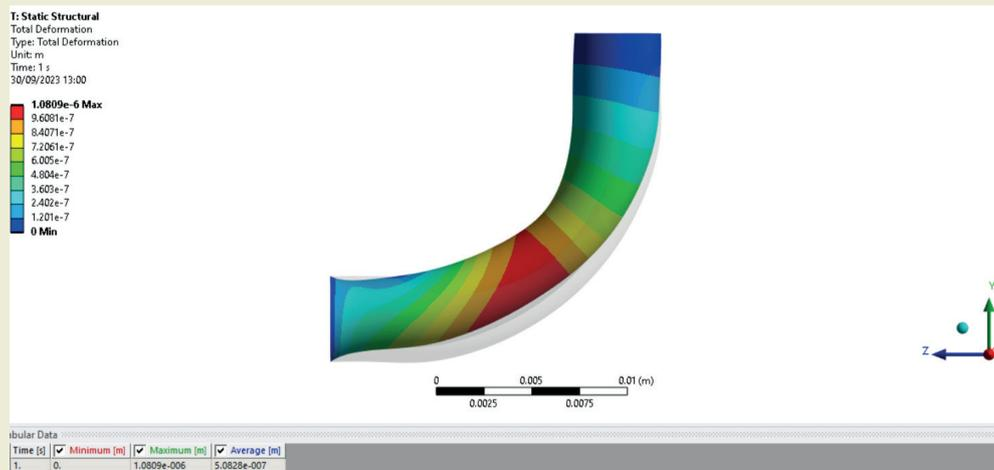 T: Static Structural
Total Deformation
Type: Total Deformation
Unit: m
Time: 1 s
30/09/2023 13:00
1.0809e-6 Max
9.6081e-7
8.4071e-7
7.2061e-7
6.005e-7
4.804e-7
3.603e-7
2.402e-7
1.201e-7
0 Min
Y
Z
0 0.005 0.01 (m)
0.0025 0.0075
bular Data
Time [s] Minimum [m] Maximum [m] Average [m]
1. 0. 1.0809e-006 5.0828e-007